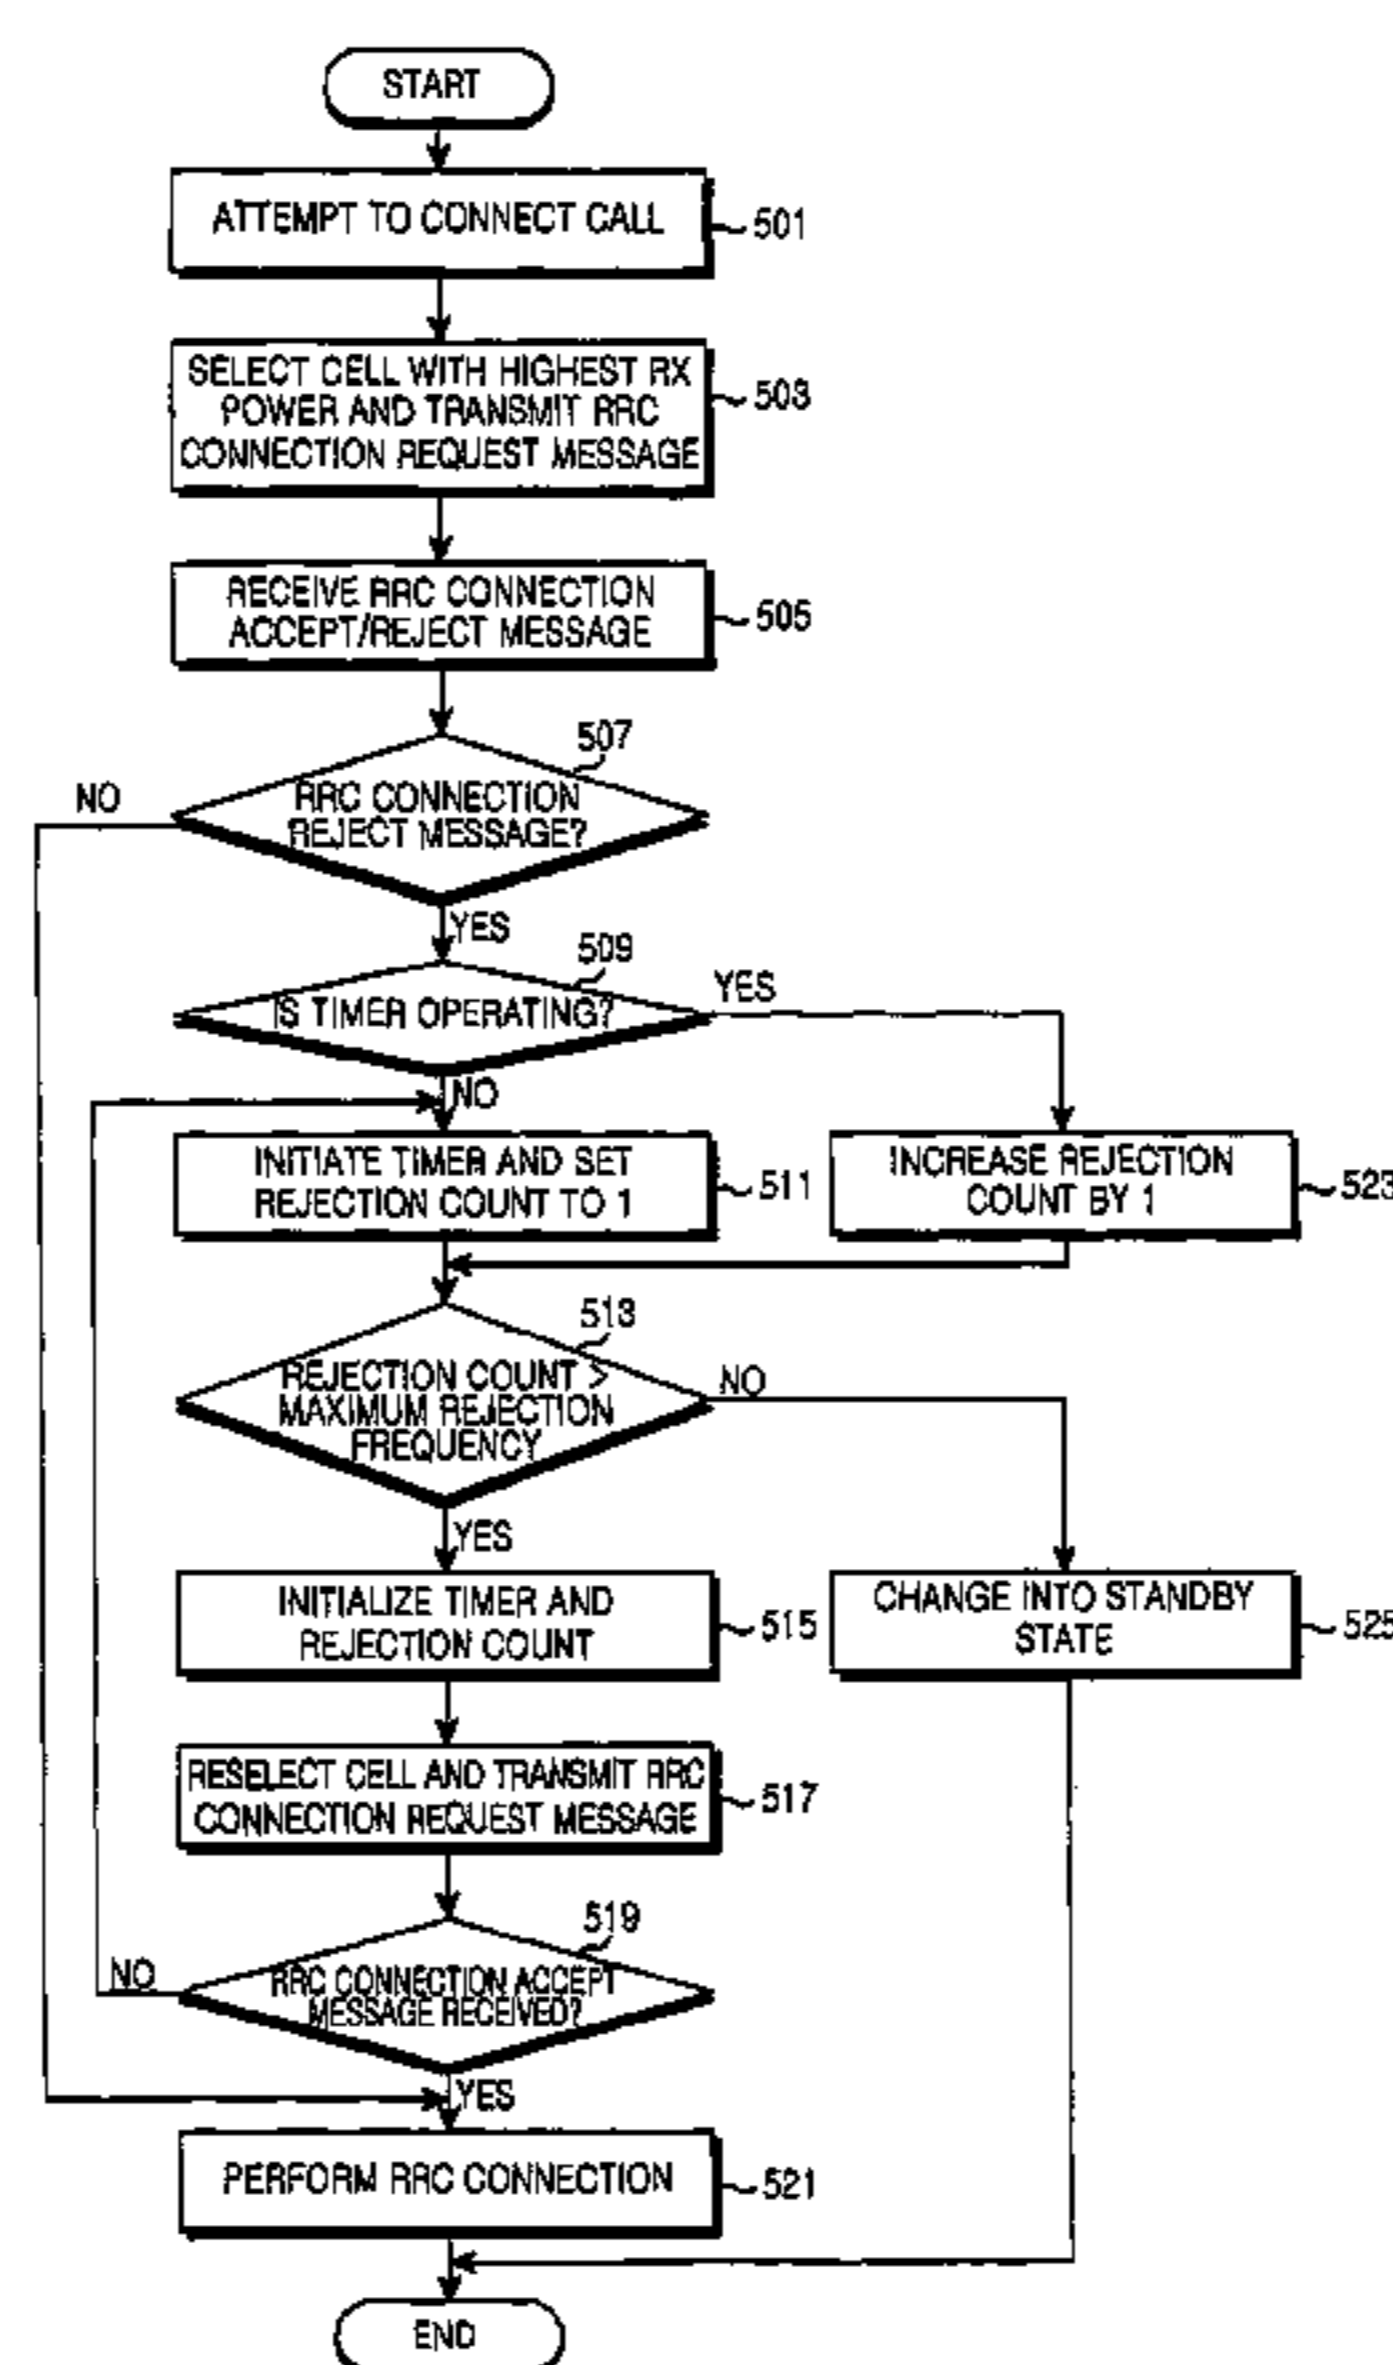 START
ATTEMPT TO CONNECT CALL
501
SELECT CELL WITH HIGHEST RX
POWER AND TRANSMIT RRC
CONNECTION REQUEST MESSAGE
503
RECEIVE RRC CONNECTION
ACCEPT/REJECT MESSAGE
505
507
NO
RRC CONNECTION
REJECT MESSAGE?
YES
509
IS TIMER OPERATING?
YES
NO
INITIATE TIMER AND SET
REJECTION COUNT TO 1
511
INCREASE REJECTION
COUNT BY 1
523
513
REJECTION COUNT >
MAXIMUM REJECTION
FREQUENCY
NO
YES
INITIALIZE TIMER AND
REJECTION COUNT
515
CHANGE INTO STANDBY
STATE
525
RESELECT CELL AND TRANSMIT RRC
CONNECTION REQUEST MESSAGE
517
519
NO
RRC CONNECTION ACCEPT
MESSAGE RECEIVED?
YES
PERFORM RRC CONNECTION
521
END